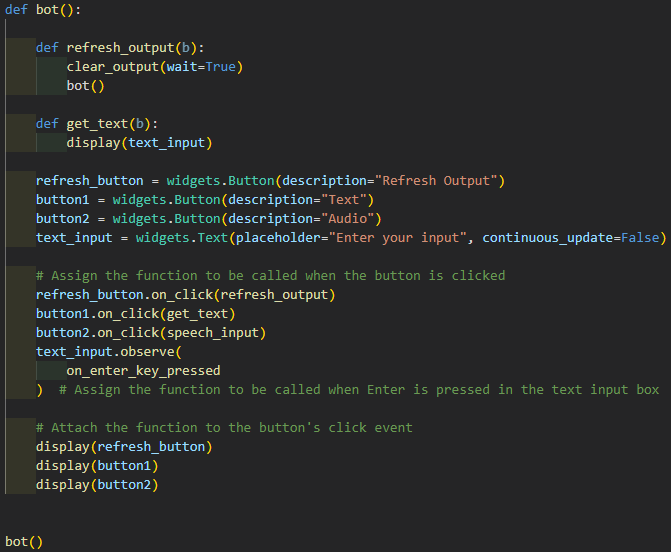 def bot():
    def refresh_output(b):
        clear_output(wait=True)
        bot()
    def get_text(b):
        display(text_input)
    refresh_button = widgets.Button(description="Refresh Output")
    button1 = widgets.Button(description="Text")
    button2 = widgets.Button(description="Audio")
    text_input = widgets.Text(placeholder="Enter your input", continuous_update=False)
    # Assign the function to be called when the button is clicked
    refresh_button.on_click(refresh_output)
    button1.on_click(get_text)
    button2.on_click(speech_input)
    text_input.observe(
        on_enter_key_pressed
    )  # Assign the function to be called when Enter is pressed in the text input box
    # Attach the function to the button's click event
    display(refresh_button)
    display(button1)
    display(button2)
bot()